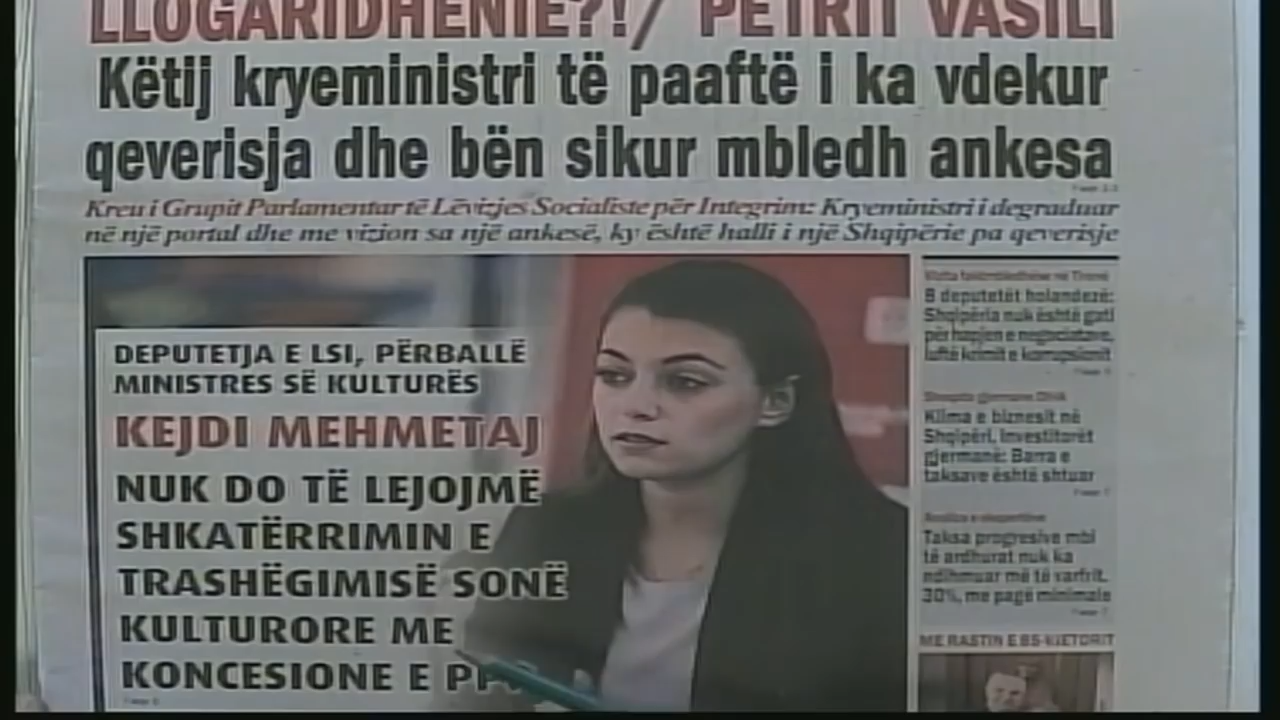 LLOGARIDHENIE?!/ PETRIT VASILI
Këtij kryeministri të paaftë i ka vdekur
qeverisja dhe bën sikur mbledh ankesa
Kreu i Grupit Parlamentar të Lëvizjes Socialiste për Integrim: Kryeministri i degraduar
në një portal dhe me vizion sa një ankesë, ky është halli i një Shqipërie pa qeverisje
DEPUTETJA E LSI, PËRBALLË
MINISTRES SË KULTURËS
KEJDI MEHMETAJ
NUK DO TË LEJOJMË
SHKATËRRIMIN E
TRASHËGIMISË SONË
KULTURORE ME
KONCESIONE E
8 deputetët holandezë:
Shqipëria nuk është gati
për hapjen e negociatave,
luftë krimit e korrupsionit
Klima e biznesit në
Shqipëri, investitorët
gjermanë: Barra e
taksave është shtuar
Taksa progresive mbi
të ardhurat nuk ka
ndihmuar më të varfrit,
30%, me pagë minimale
ME RASTIN E 85-VJETORIT